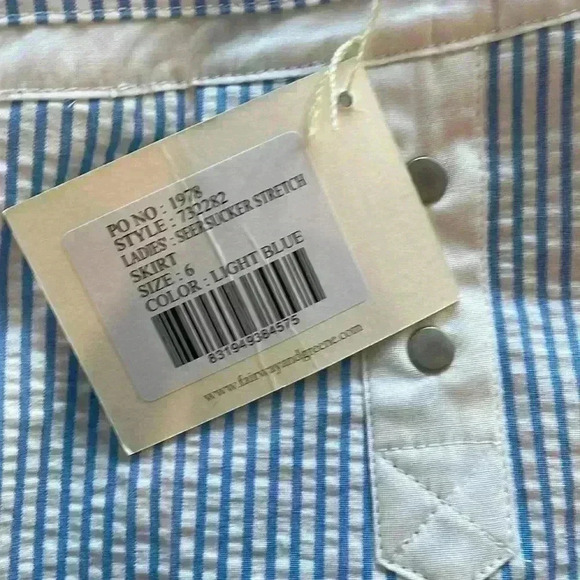 PO NO : 1978
STYLE : 732282
LADIES' : SEERSUCKER STRETCH
SKIRT
SIZE : 6
COLOR : LIGHT BLUE
831949384575
www.fairwayandgreene.com